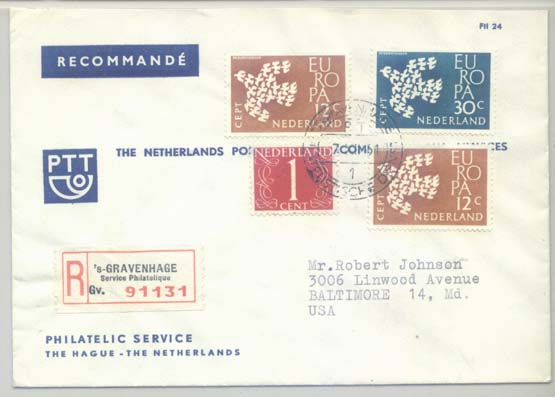 FH 24
RECOMMANDÉ
CEPT EUROPA 12c NEDERLAND
CEPT EUROPA 30c NEDERLAND
PTT
THE NETHERLANDS
NEDERLAND
1
CENT
CEPT EUROPA 12c NEDERLAND
R
's-GRAVENHAGE
Service Philatelique
Gv. 91131
Mr.Robert Johnson
3006 Linwood Avenue
BALTIMORE 14, Md.
USA
PHILATELIC SERVICE
THE HAGUE - THE NETHERLANDS